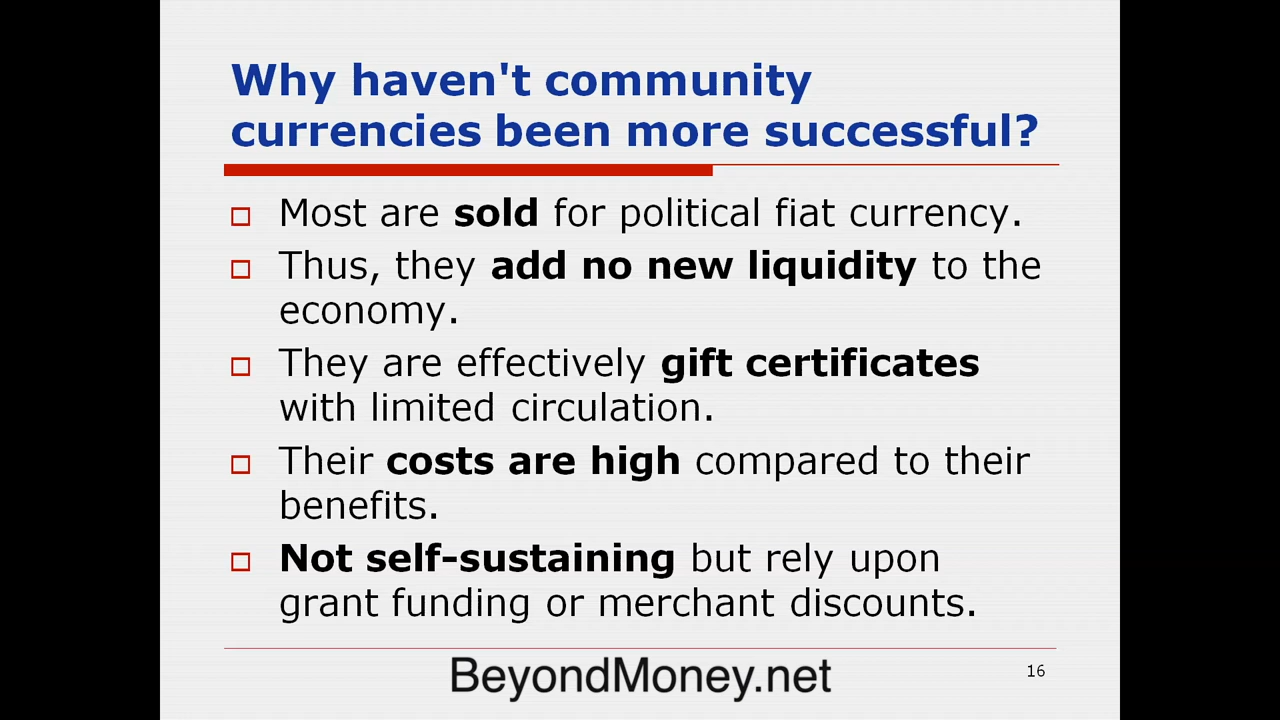 Why haven't community
currencies been more successful?
Most are sold for political fiat currency.
Thus, they add no new liquidity to the
economy.
They are effectively gift certificates
with limited circulation.
Their costs are high compared to their
benefits.
Not self-sustaining but rely upon
grant funding or merchant discounts.
BeyondMoney.net
16